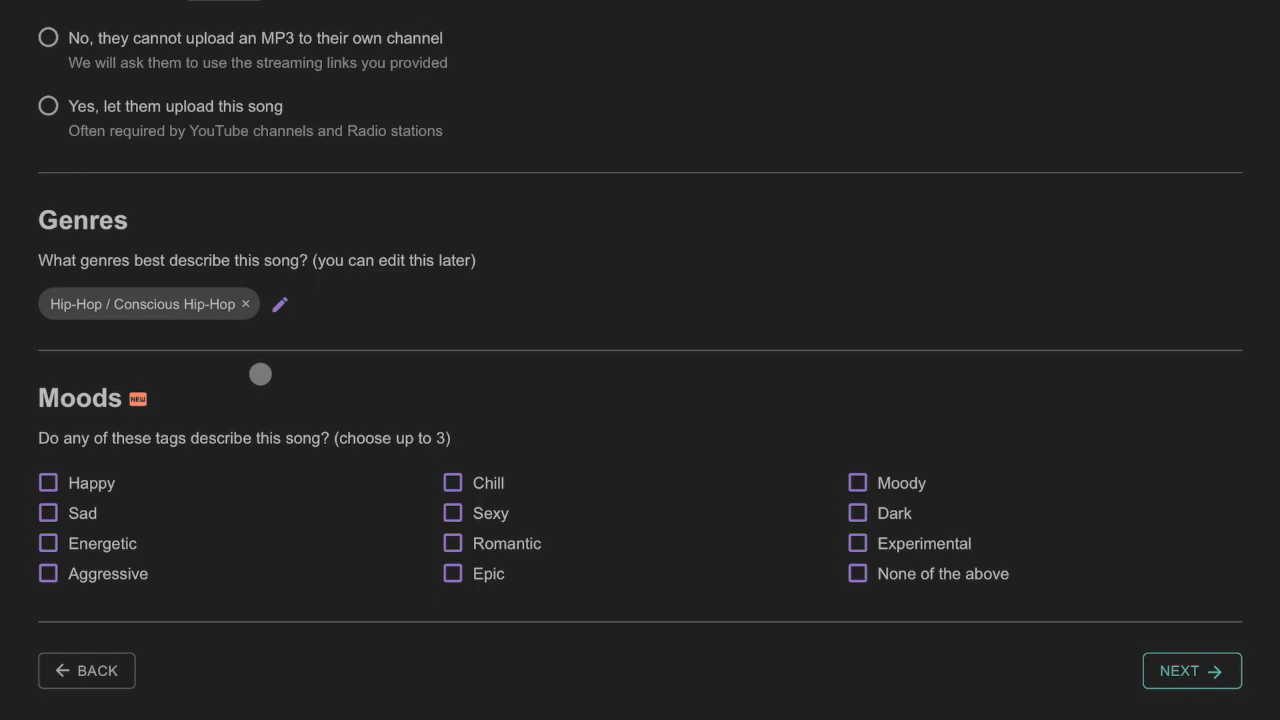 No, they cannot upload an MP3 to their own channel
We will ask them to use the streaming links you provided
Yes, let them upload this song
Often required by YouTube channels and Radio stations
Genres
What genres best describe this song? (you can edit this later)
Hip-Hop / Conscious Hip-Hop ×
Moods NEW
Do any of these tags describe this song? (choose up to 3)
Happy Chill Moody
Sad Sexy Dark
Energetic Romantic Experimental
Aggressive Epic None of the above
← BACK NEXT →